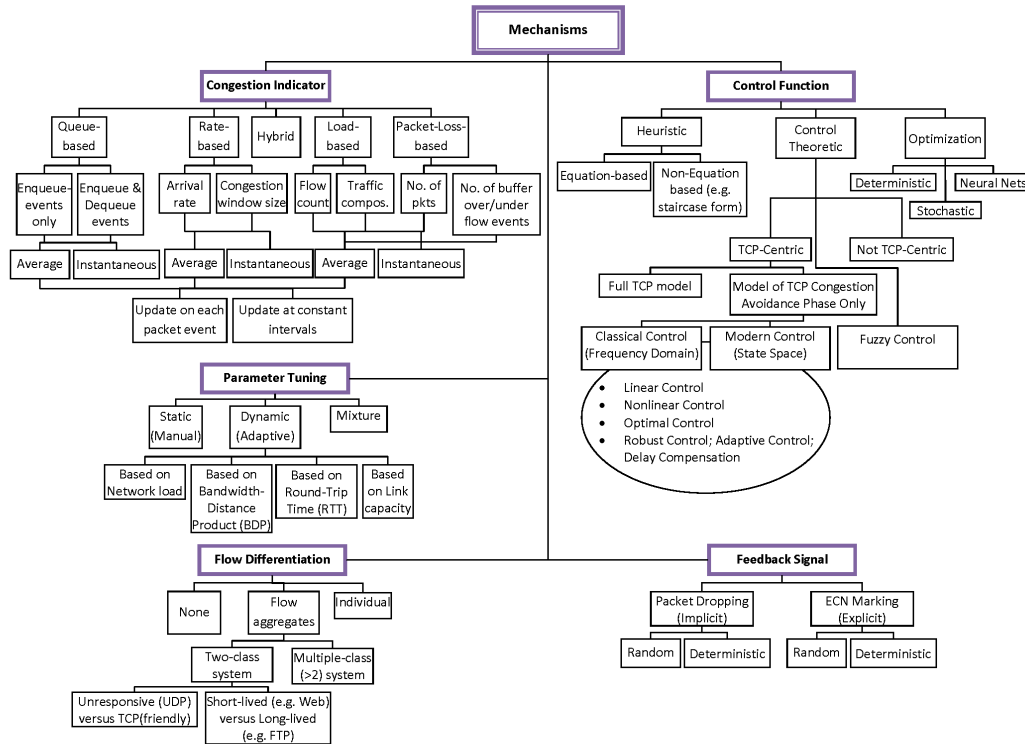 Mechanisms
Congestion Indicator
Control Function
Queue-
based
Rate-
based
Hybrid
Load-
based
Packet-Loss-
based
Enqueue-
events
only
Enqueue &
Dequeue
events
Arrival
rate
Congestion
window size
Flow
count
Traffic
compos.
No. of
pkts
No. of buffer
over/under
flow events
Average
Instantaneous
Average
Instantaneous
Average
Instantaneous
Update on each
packet event
Update at constant
intervals
Heuristic
Control
Theoretic
Optimization
Equation-based
Non-Equation
based (e.g.
staircase form)
Deterministic
Neural Nets
Stochastic
TCP-Centric
Not TCP-Centric
Full TCP model
Model of TCP Congestion
Avoidance Phase Only
Classical Control
(Frequency Domain)
Modern Control
(State Space)
Fuzzy Control
• Linear Control
• Nonlinear Control
• Optimal Control
• Robust Control; Adaptive Control;
Delay Compensation
Parameter Tuning
Static
(Manual)
Dynamic
(Adaptive)
Mixture
Based on
Network load
Based on
Bandwidth-
Distance
Product (BDP)
Based on
Round-Trip
Time (RTT)
Based
on Link
capacity
Flow Differentiation
None
Flow
aggregates
Individual
Two-class
system
Multiple-class
(>2) system
Unresponsive (UDP)
versus TCP(friendly)
Short-lived (e.g. Web)
versus Long-lived
(e.g. FTP)
Feedback Signal
Packet Dropping
(Implicit)
ECN Marking
(Explicit)
Random
Deterministic
Random
Deterministic